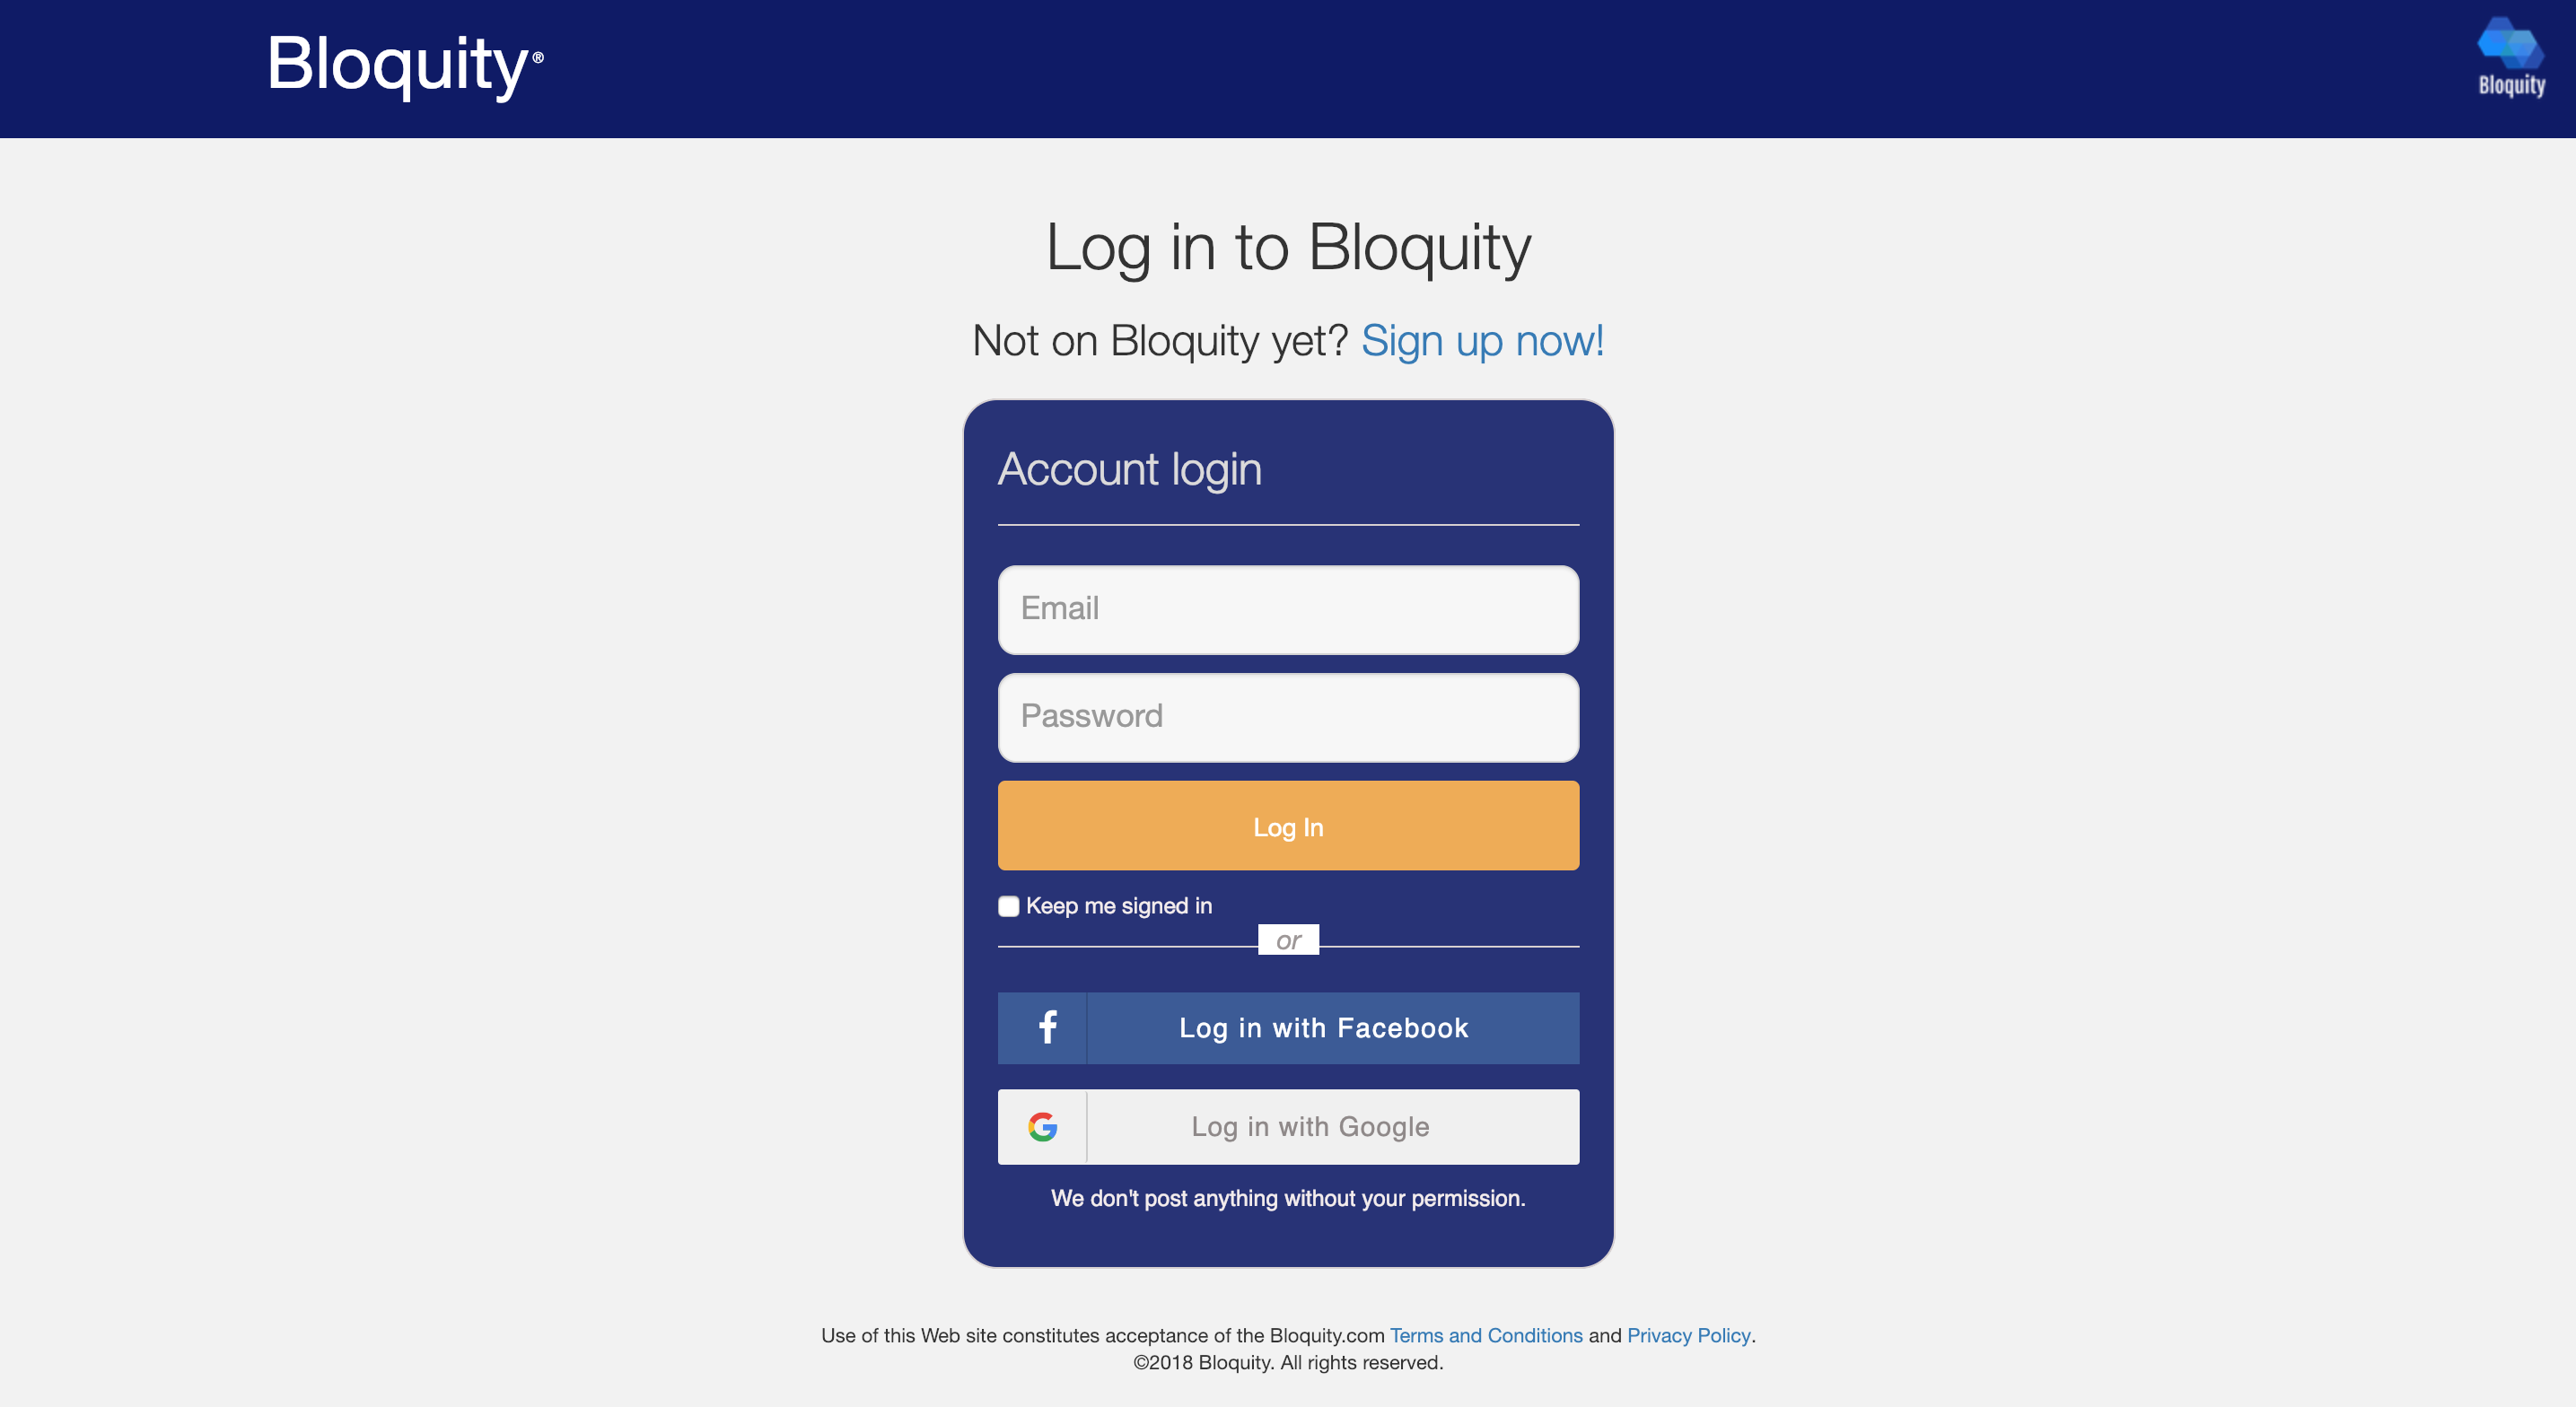 Bloquity®
Bloquity
Log in to Bloquity
Not on Bloquity yet? Sign up now!
Account login
Email
Password
Log In
Keep me signed in
or
Log in with Facebook
Log in with Google
We don't post anything without your permission.
Use of this Web site constitutes acceptance of the Bloquity.com Terms and Conditions and Privacy Policy.
©2018 Bloquity. All rights reserved.